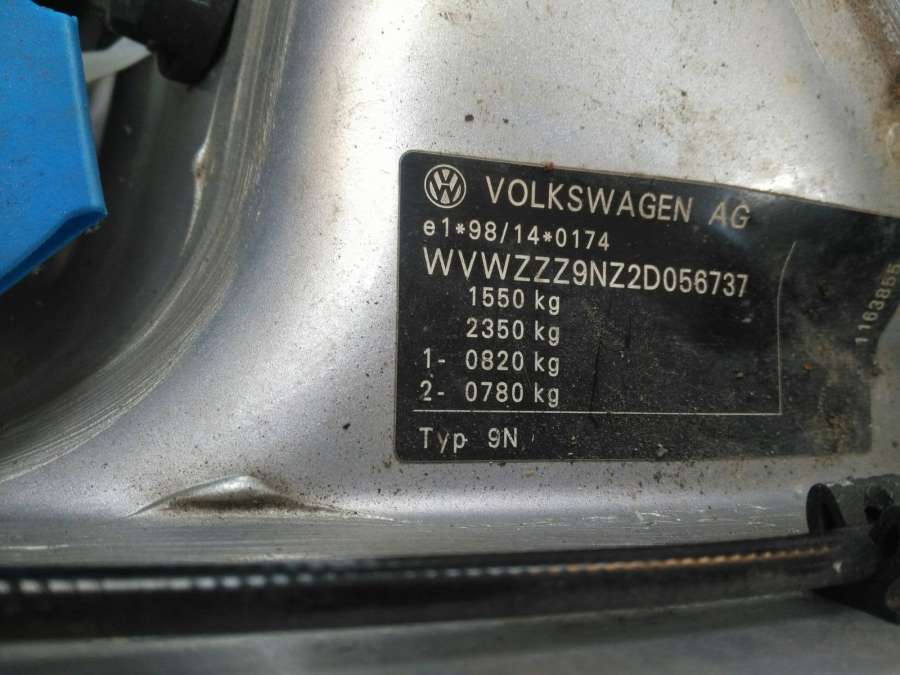 VOLKSWAGEN AG
e1*98/14*0174
WVWZZZ9NZ2D056737
1550 kg
2350 kg
1- 0820 kg
2- 0780 kg
Typ 9N
1163855